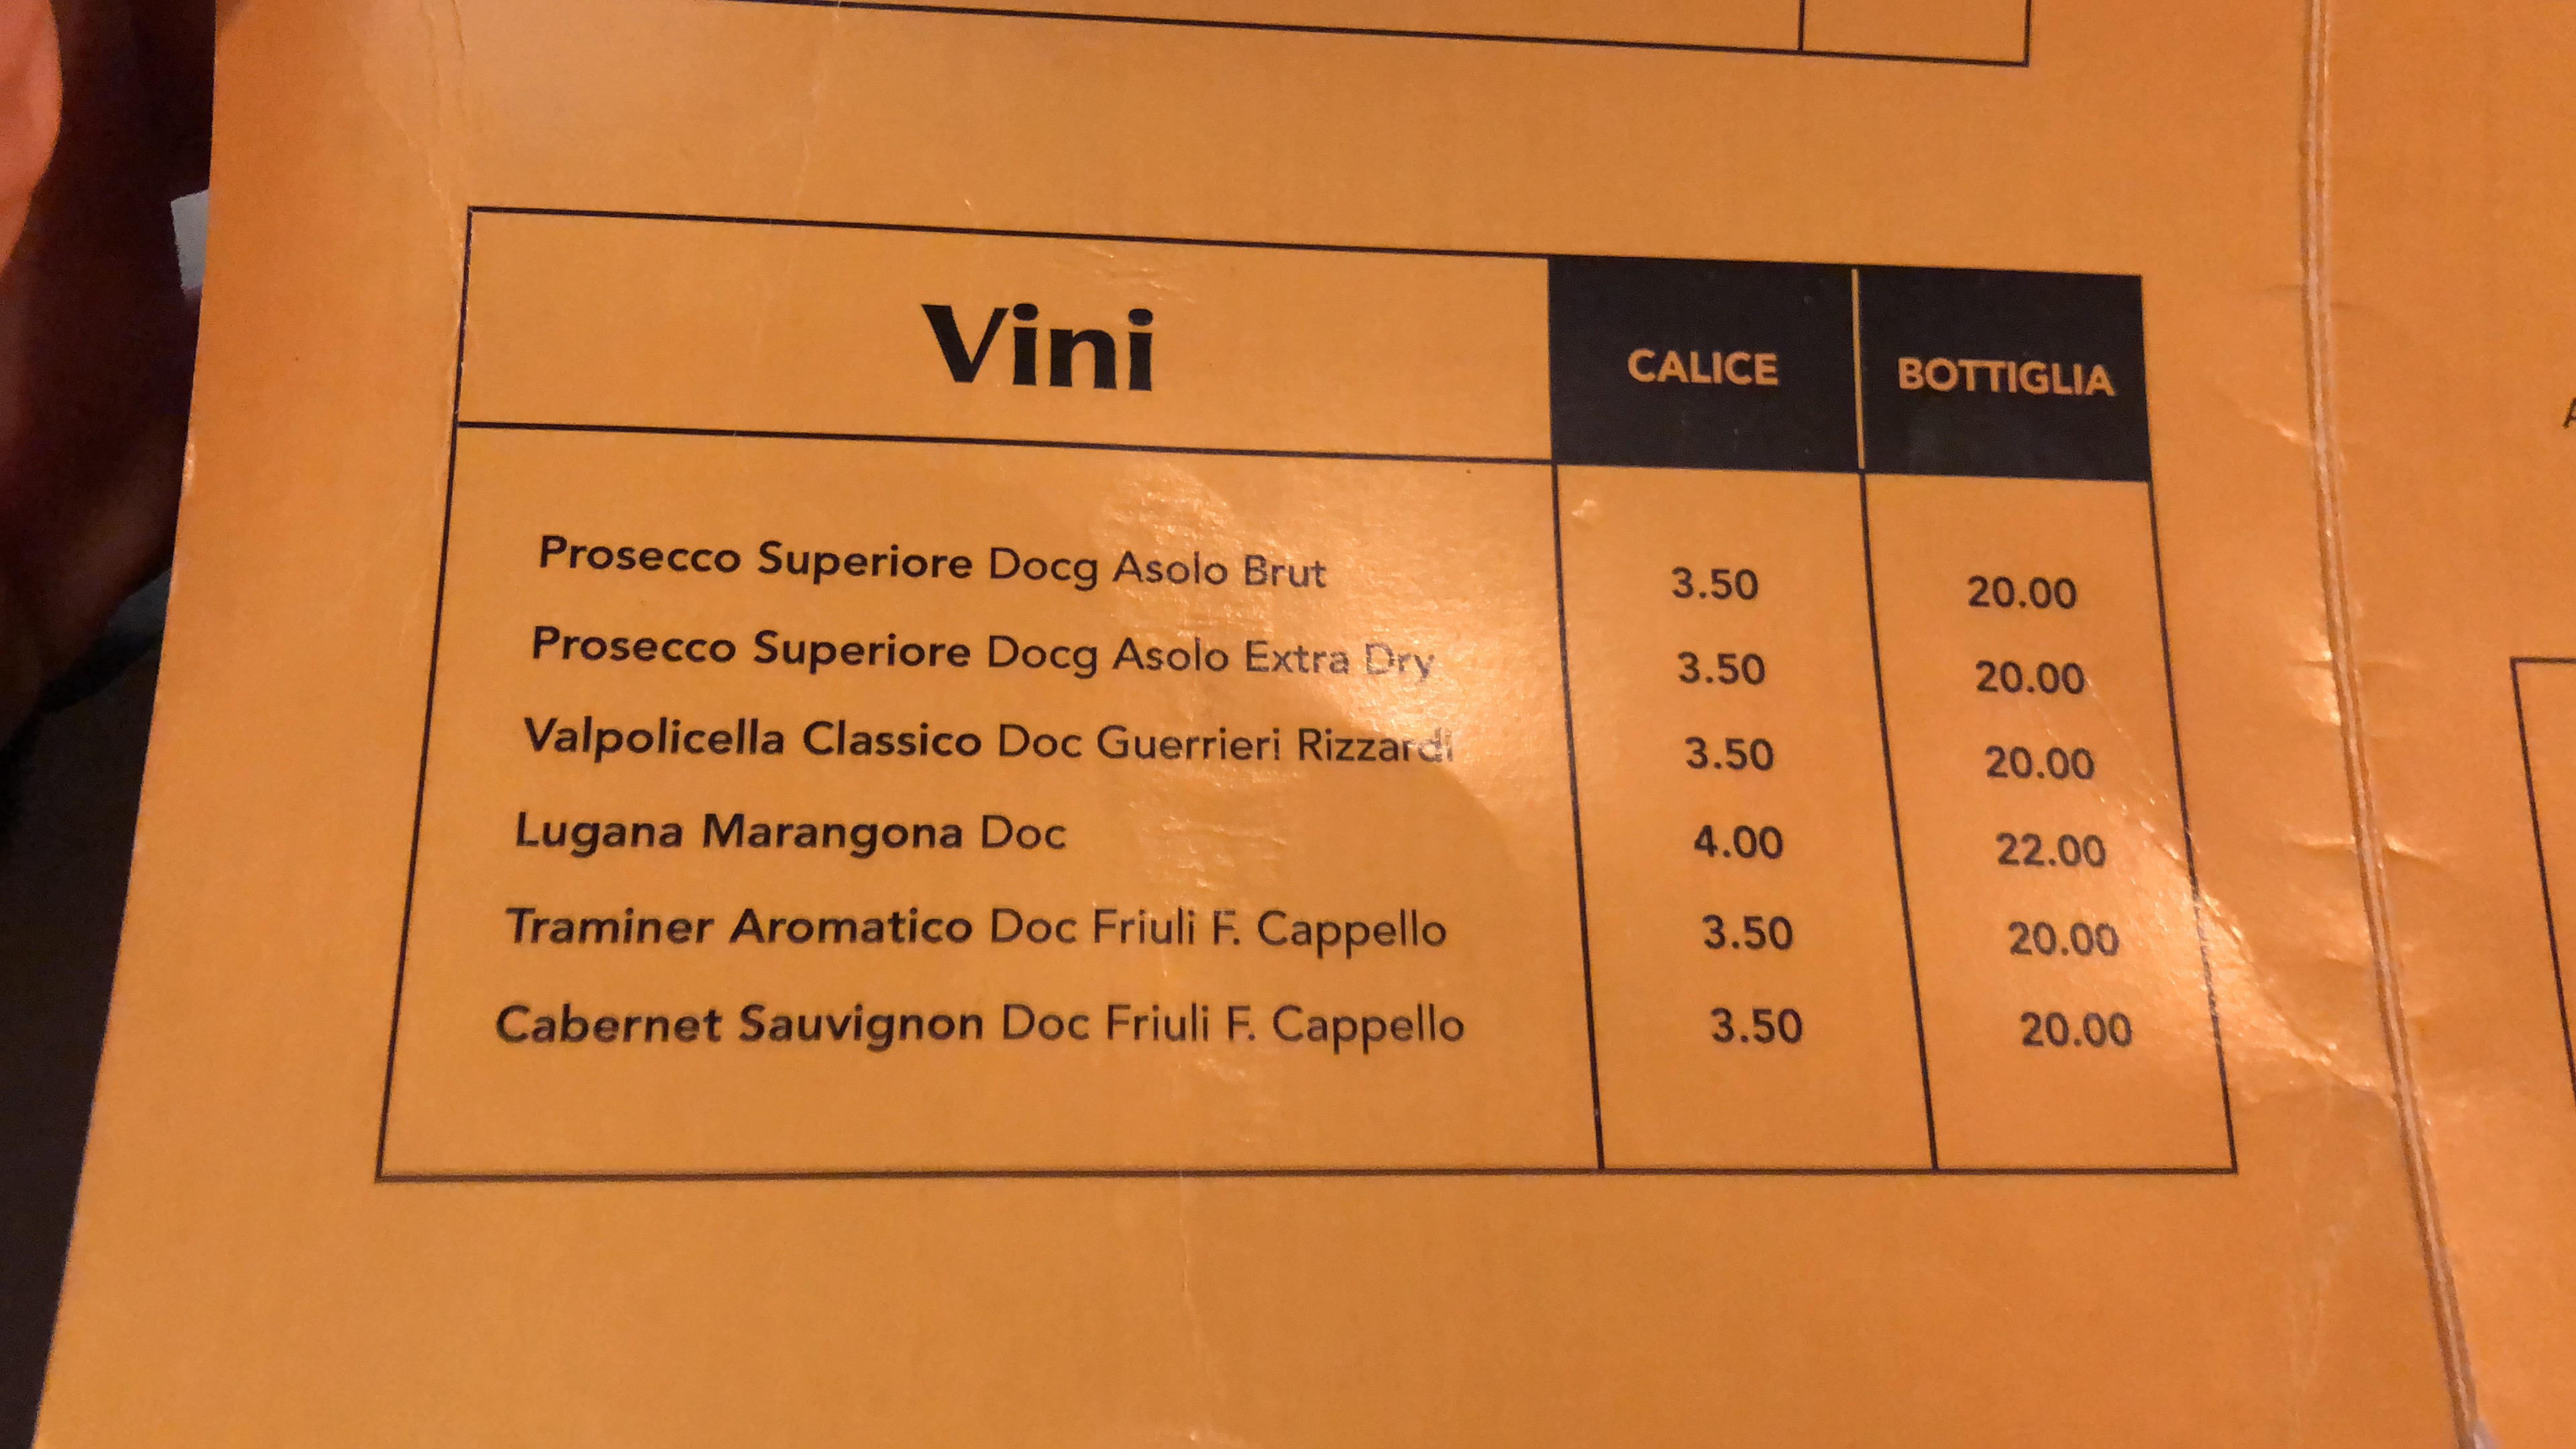 Vini CALICE BOTTIGLIA
Prosecco Superiore Docg Asolo Brut 3.50 20.00
Prosecco Superiore Docg Asolo Extra Dry 3.50 20.00
Valpolicella Classico Doc Guerrieri Rizzardi 3.50 20.00
Lugana Marangona Doc 4.00 22.00
Traminer Aromatico Doc Friuli F. Cappello 3.50 20.00
Cabernet Sauvignon Doc Friuli F. Cappello 3.50 20.00